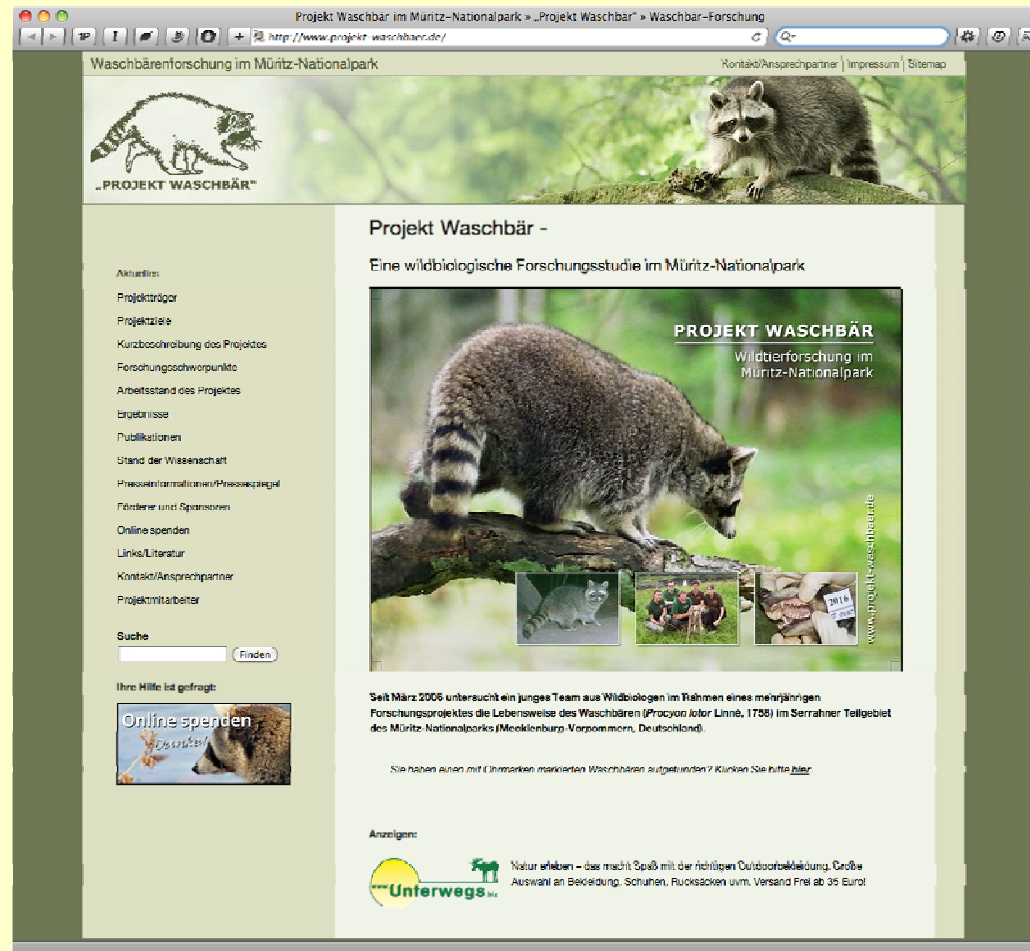 Projekt Waschbär im Müritz-Nationalpark » „Projekt Waschbär“ » Waschbär-Forschung
http://www.projekt-waschbaer.de/
Waschbärenforschung im Müritz-Nationalpark
Kontakt/Ansprechpartner | Impressum | Sitemap
„PROJEKT WASCHBÄR“
Projekt Waschbär -
Eine wildbiologische Forschungsstudie im Müritz-Nationalpark
PROJEKT WASCHBÄR
Wildtierforschung im
Müritz-Nationalpark
www.projekt-waschbaer.de
2016
Aktuelles
Projektträger
Projektziele
Kurzbeschreibung des Projektes
Forschungsschwerpunkte
Arbeitsstand des Projektes
Ergebnisse
Publikationen
Stand der Wissenschaft
Presseinformationen/Pressespiegel
Förderer und Sponsoren
Online spenden
Links/Literatur
Kontakt/Ansprechpartner
Projektmitarbeiter
Suche
Finden
Ihre Hilfe ist gefragt:
Online spenden
Danke!
Seit März 2006 untersucht ein junges Team aus Wildbiologen im Rahmen eines mehrjährigen
Forschungsprojektes die Lebensweise des Waschbären (Procyon lotor Linné, 1758) im Serrahner Teilgebiet
des Müritz-Nationalparks (Mecklenburg-Vorpommern, Deutschland).
Sie haben einen mit Ohrmarken markierten Waschbären aufgefunden? Klicken Sie bitte hier
Anzeigen:
Unterwegs.biz
Natur erleben – das macht Spaß mit der richtigen Outdoorbekleidung. Große
Auswahl an Bekleidung, Schuhen, Rucksäcken uvm. Versand Frei ab 35 Euro!